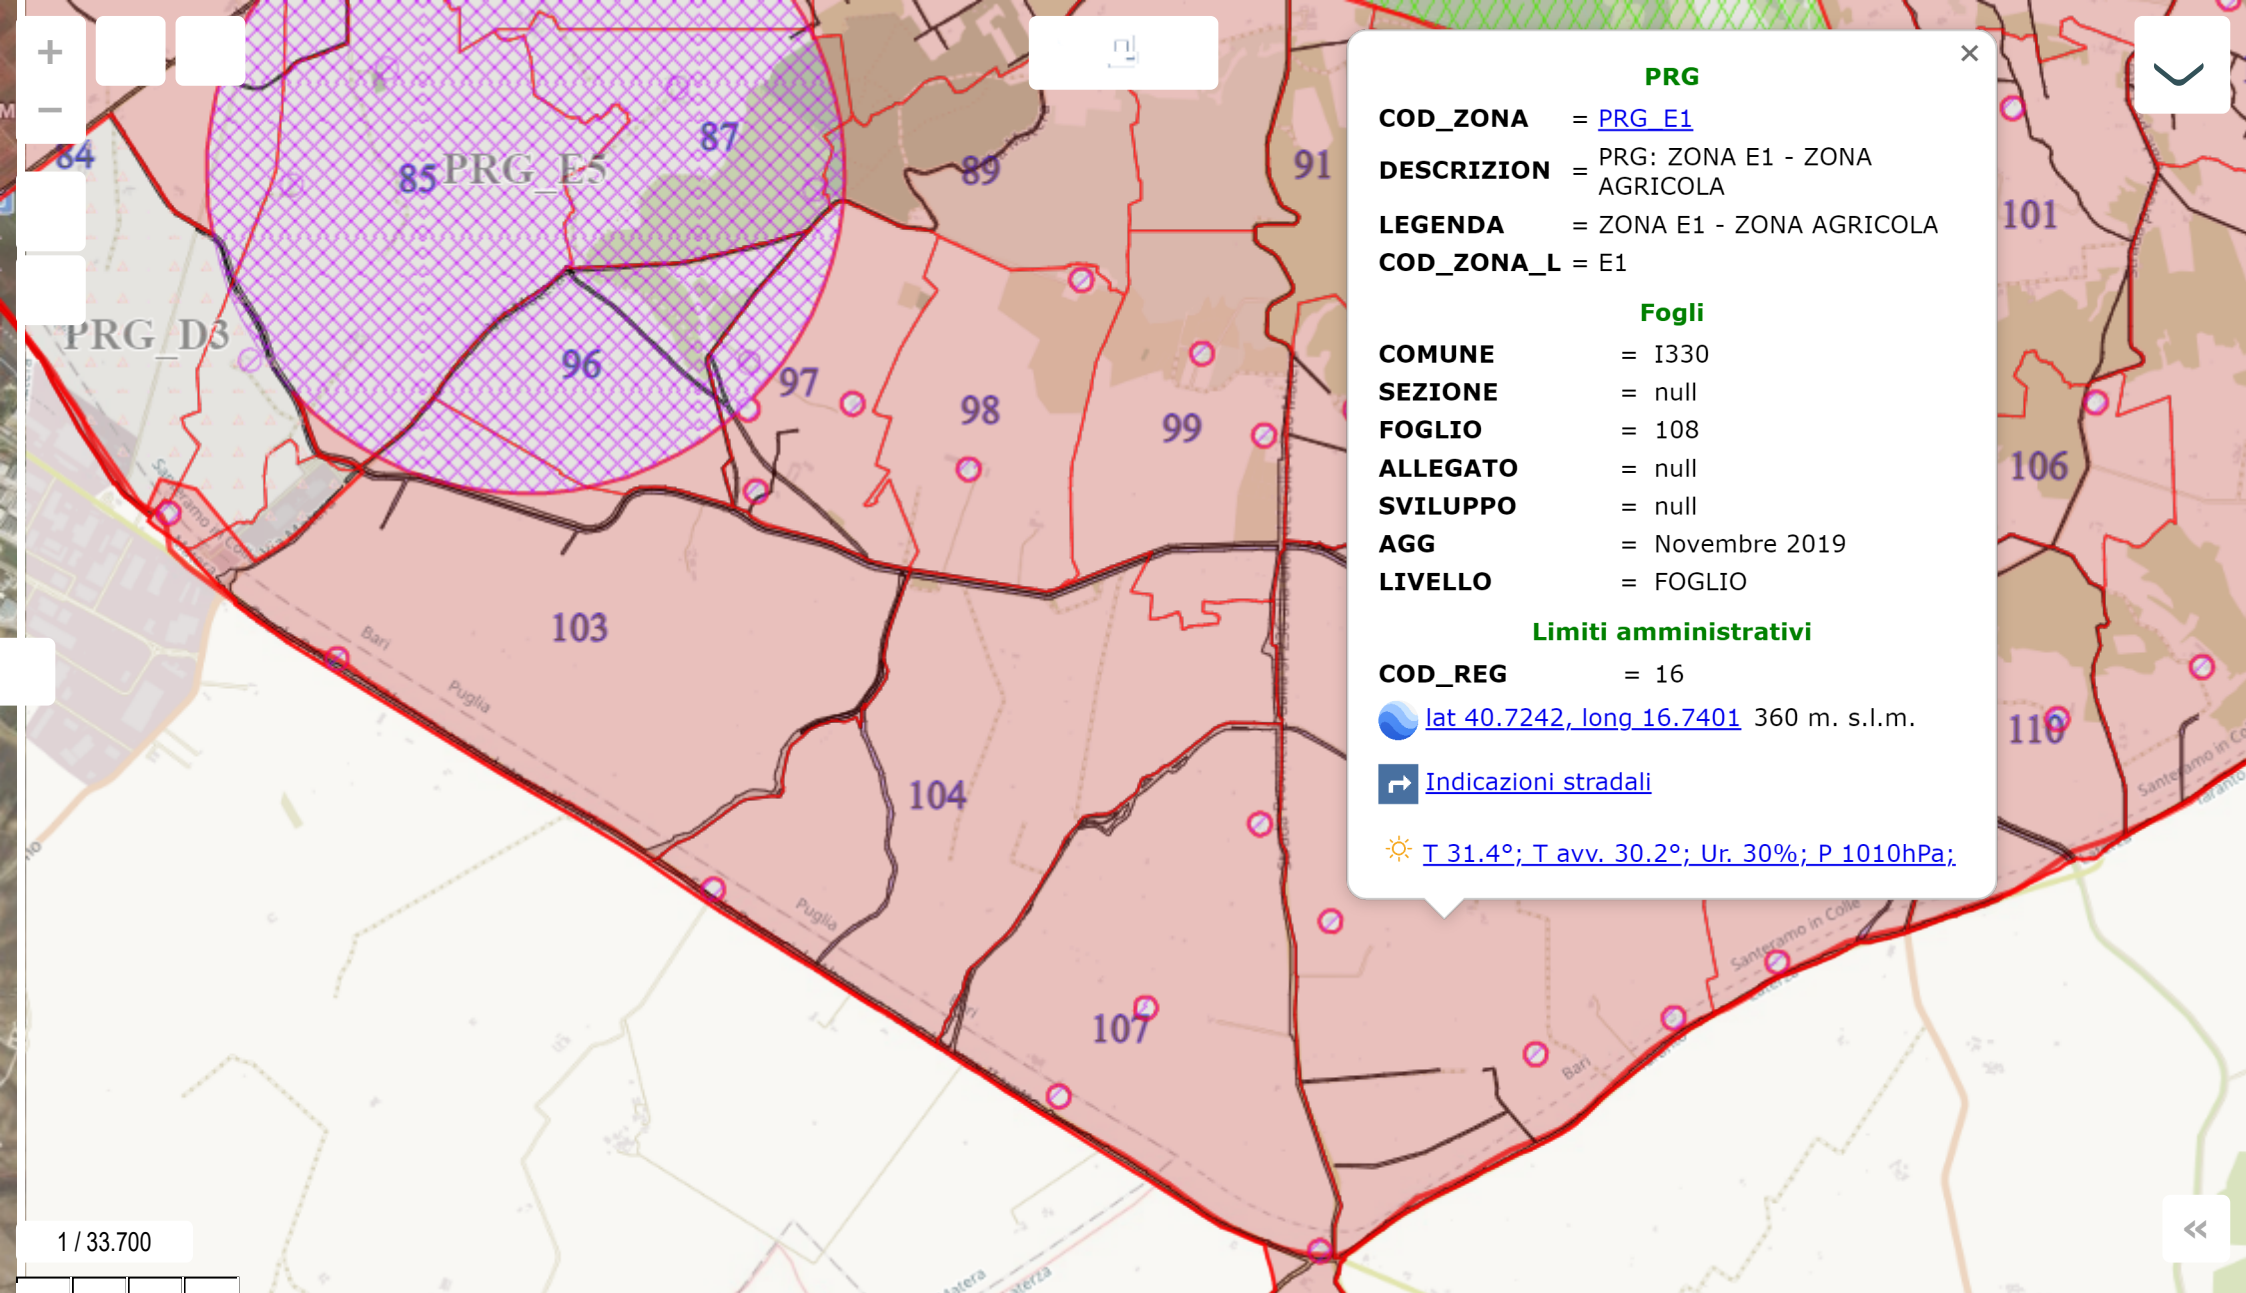 PRG
COD_ZONA = PRG_E1
DESCRIZION = PRG: ZONA E1 - ZONA
AGRICOLA
LEGENDA = ZONA E1 - ZONA AGRICOLA
COD_ZONA_L = E1
Fogli
COMUNE = I330
SEZIONE = null
FOGLIO = 108
ALLEGATO = null
SVILUPPO = null
AGG = Novembre 2019
LIVELLO = FOGLIO
Limiti amministrativi
COD_REG = 16
lat 40.7242, long 16.7401 360 m. s.l.m.
Indicazioni stradali
T 31.4°; T avv. 30.2°; Ur. 30%; P 1010hPa;
+
−
84
85
PRG_E5
87
89
91
101
PRG_D3
96
97
98
99
106
103
104
107
110
Bari
Puglia
Puglia
Bari
Santeramo in Colle
Bari
1 / 33.700